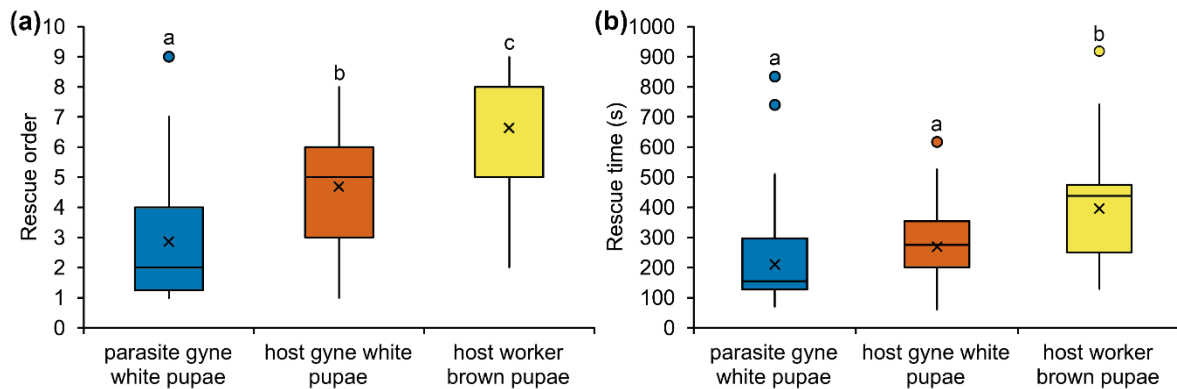 (a)
Rescue order
10
9
8
7
6
5
4
3
2
1
0
a
b
c
parasite gyne
white pupae
host gyne white
pupae
host worker
brown pupae
(b)
Rescue time (s)
1000
900
800
700
600
500
400
300
200
100
0
a
a
b
parasite gyne
white pupae
host gyne white
pupae
host worker
brown pupae